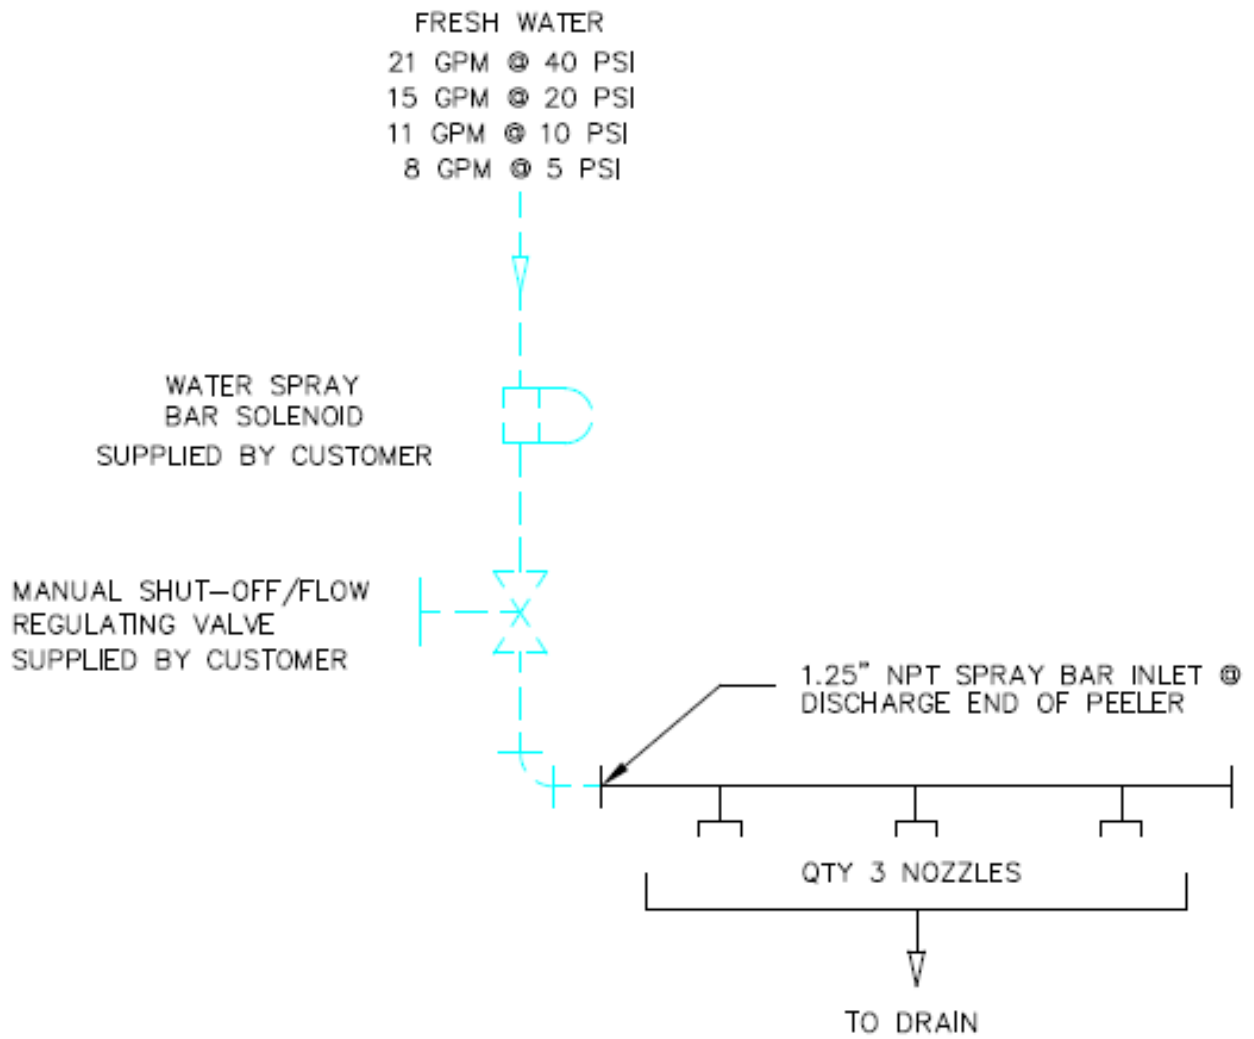 FRESH WATER
21 GPM @ 40 PSI
15 GPM @ 20 PSI
11 GPM @ 10 PSI
8 GPM @ 5 PSI
WATER SPRAY
BAR SOLENOID
SUPPLIED BY CUSTOMER
MANUAL SHUT-OFF/FLOW
REGULATING VALVE
SUPPLIED BY CUSTOMER
1.25" NPT SPRAY BAR INLET @
DISCHARGE END OF PEELER
QTY 3 NOZZLES
TO DRAIN